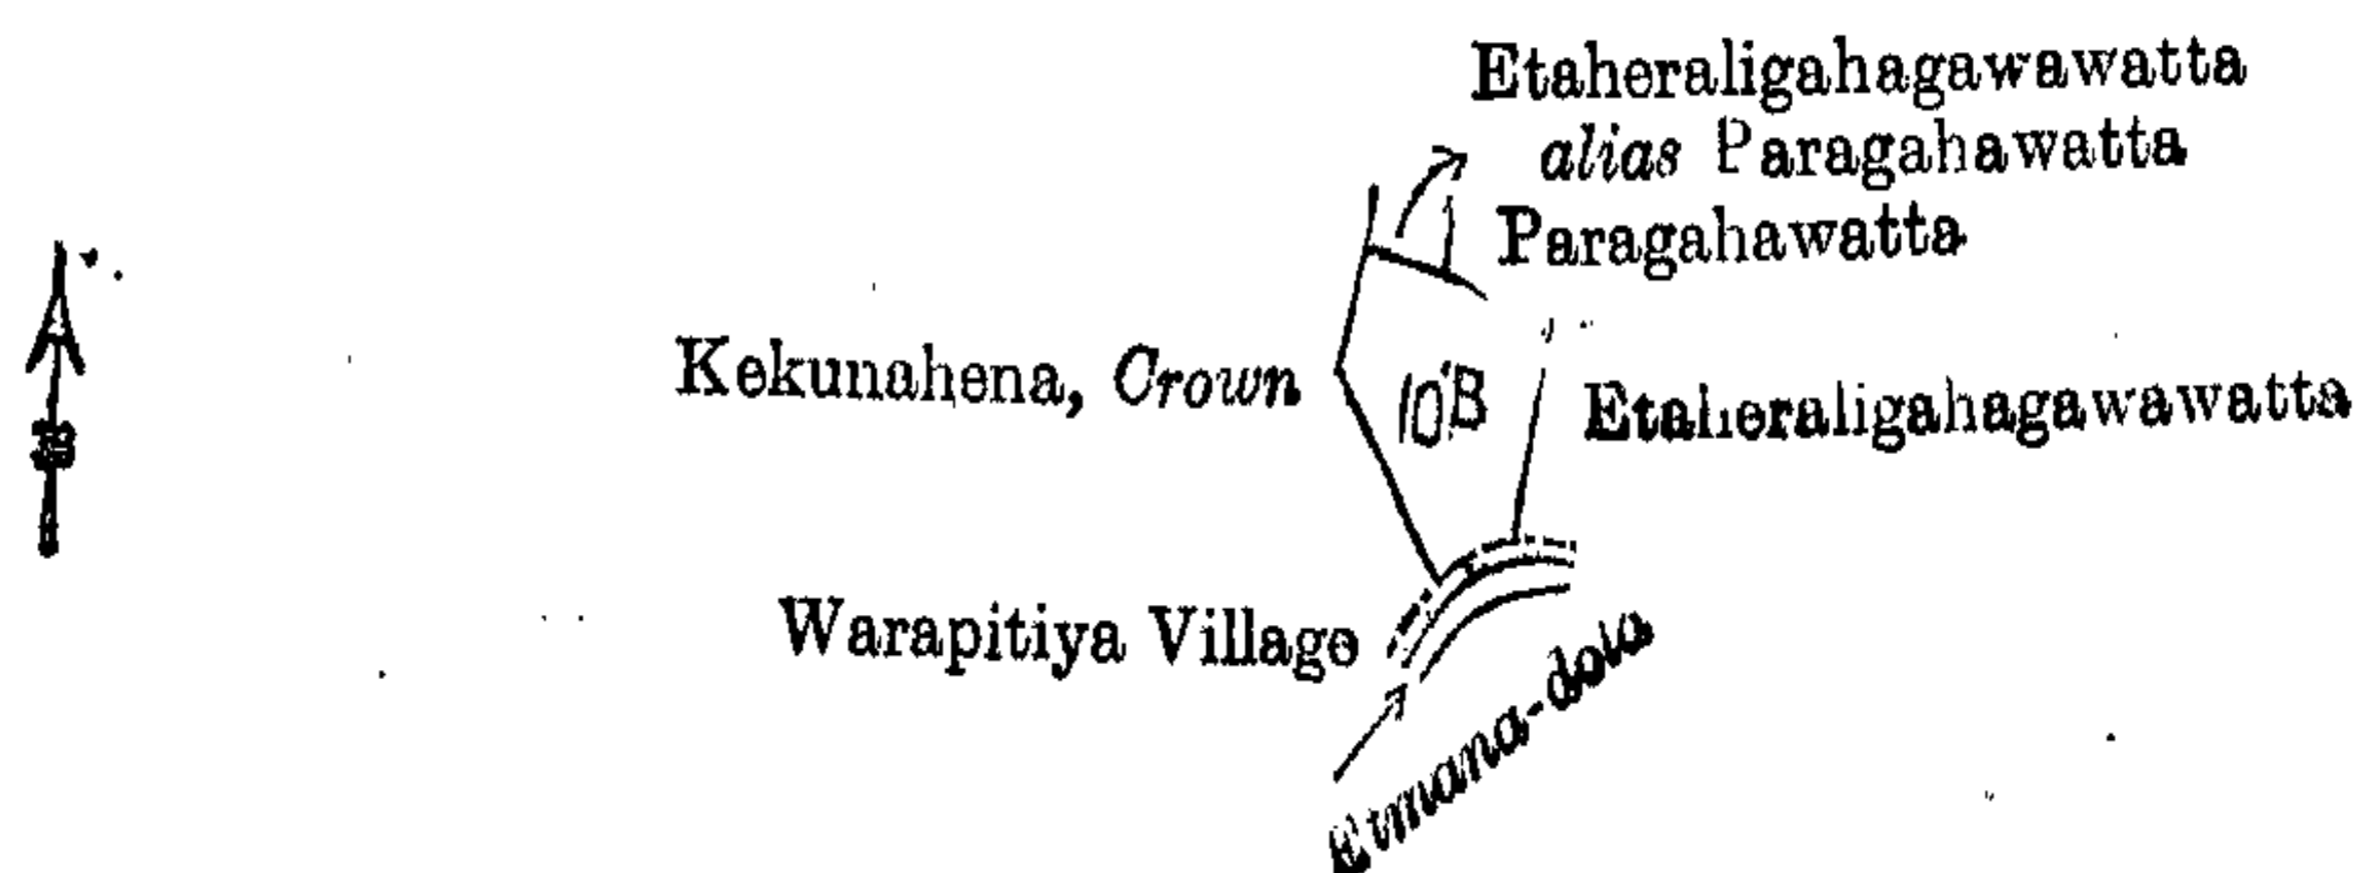 Etaheraligahagawawatta
alias Paragahawatta
Paragahawatta
Kekunahena, Crown
10B
Etaheraligahagawawatta
Warapitiya Village
Etmana-dola